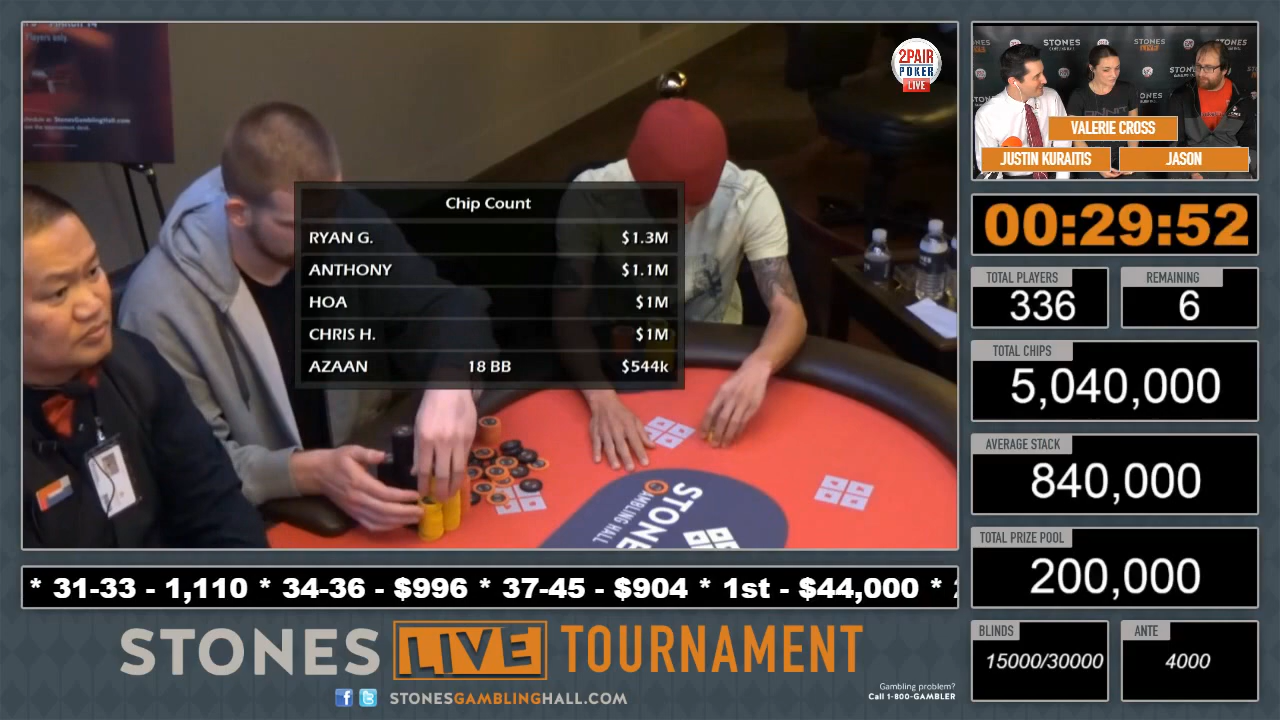 Players only.
StonesGamblingHall.com
2PAIR
POKER
LIVE
Chip Count
RYAN G. $1.3M
ANTHONY $1.1M
HOA $1M
CHRIS H. $1M
AZAAN 18 BB $544k
STONES
GAMBLING HALL
STONES
VALERIE CROSS
JUSTIN KURAITIS
JASON
00:29:52
TOTAL PLAYERS
336
REMAINING
6
TOTAL CHIPS
5,040,000
AVERAGE STACK
840,000
TOTAL PRIZE POOL
200,000
BLINDS
15000/30000
ANTE
4000
* 31-33 - 1,110 * 34-36 - $996 * 37-45 - $904 * 1st - $44,000 *
STONES LIVE TOURNAMENT
STONESGAMBLINGHALL.COM
Gambling problem?
Call 1-800-GAMBLER